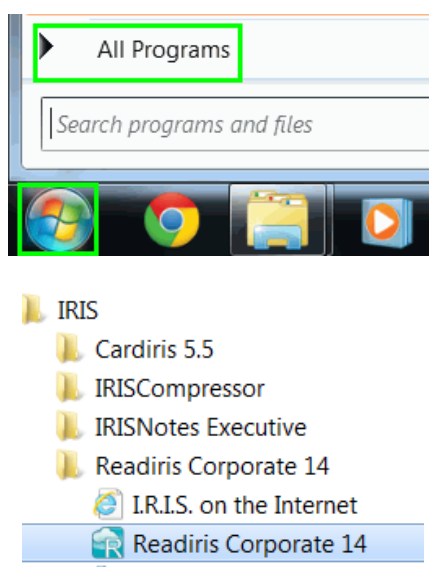 All Programs
Search programs and files
IRIS
Cardiris 5.5
IRISCompressor
IRISNotes Executive
Readiris Corporate 14
I.R.I.S. on the Internet
Readiris Corporate 14